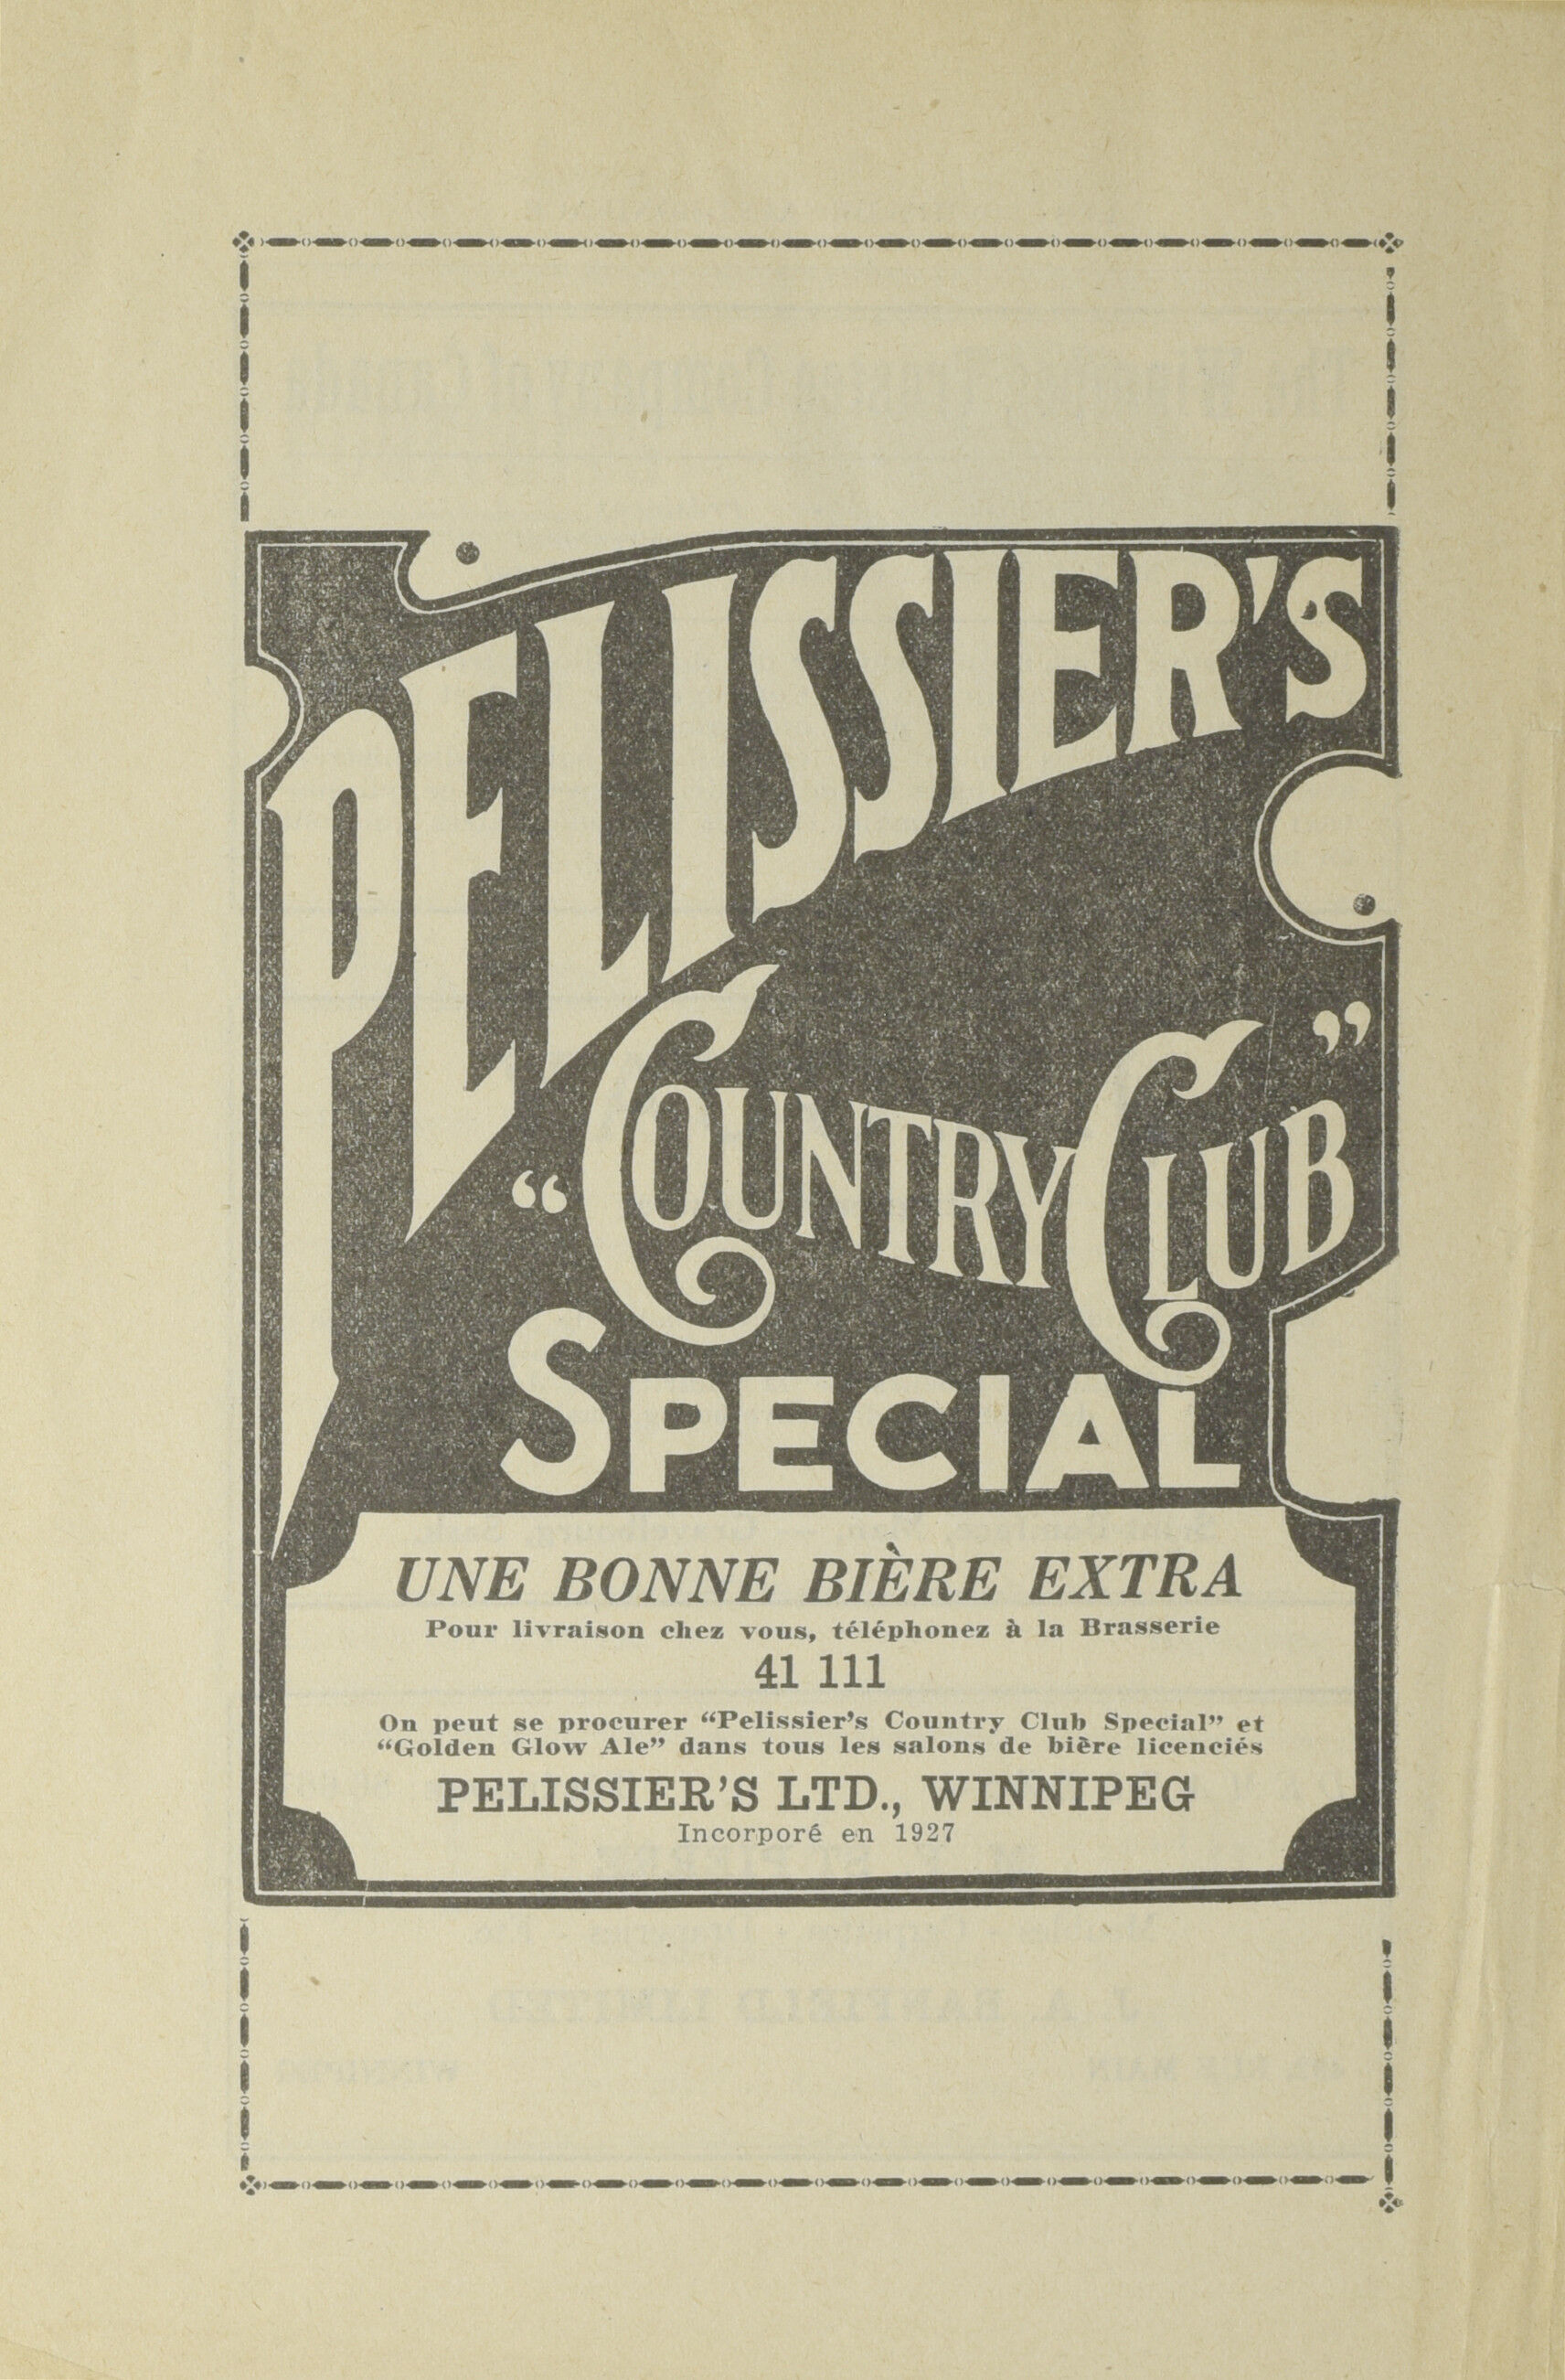 PELISSIER'S
“COUNTRY CLUB”
SPECIAL
UNE BONNE BIÈRE EXTRA
Pour livraison chez vous, téléphonez à la Brasserie
41 111
On peut se procurer “Pelissier's Country Club Special” et
“Golden Glow Ale” dans tous les salons de bière licenciés
PELISSIER'S LTD., WINNIPEG
Incorporé en 1927